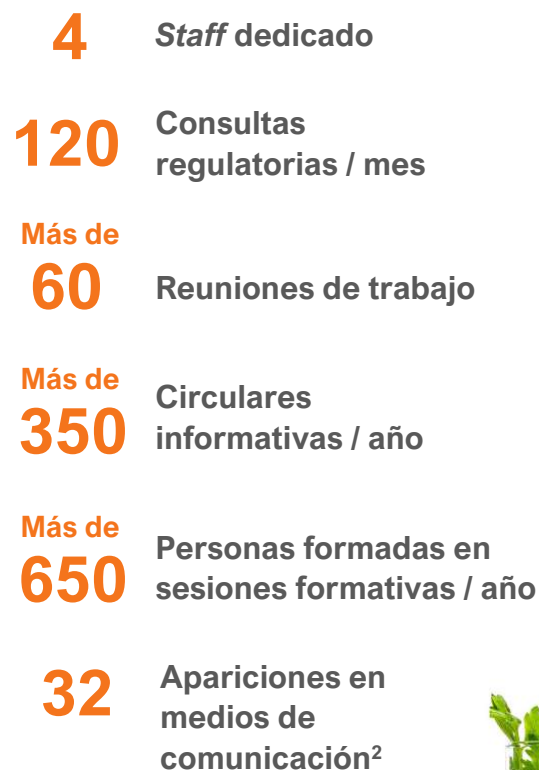 4
Staff dedicado
120
Consultas
regulatorias / mes
Más de
60
Reuniones de trabajo
Más de
350
Circulares
informativas / año
Más de
650
Personas formadas en
sesiones formativas / año
32
Apariciones en
medios de
comunicación²